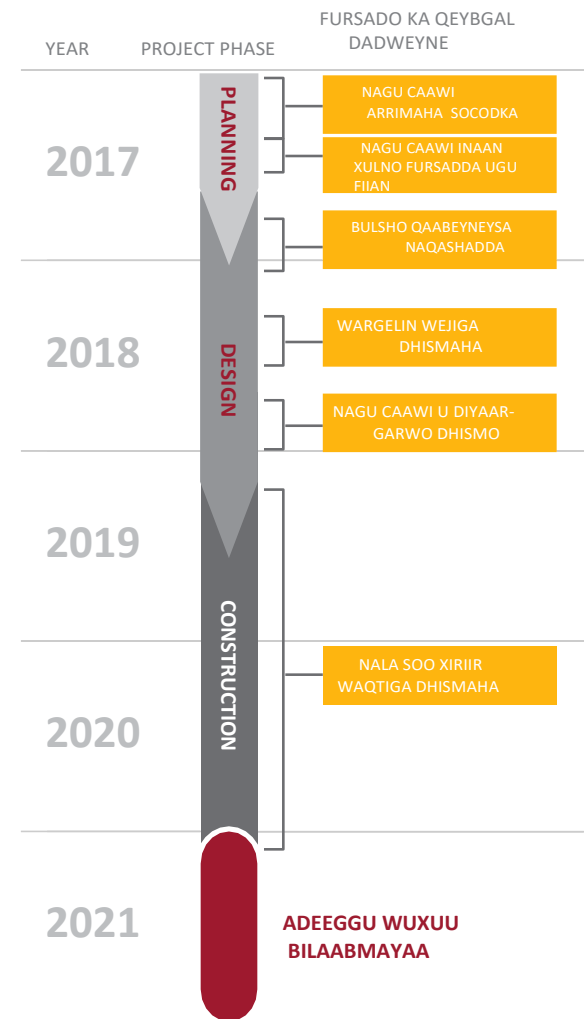 YEAR
PROJECT PHASE
FURSADO KA QEYBGAL
DADWEYNE
2017
PLANNING
NAGU CAAWI
ARRIMAHA SOCODKA
NAGU CAAWI INAAN
XULNO FURSADDA UGU
FIIAN
BULSHO QAABEYNEYSA
NAQASHADDA
2018
DESIGN
WARGELIN WEJIGA
DHISMAHA
NAGU CAAWI U DIYAAR-
GARWO DHISMO
2019
CONSTRUCTION
NALA SOO XIRIIR
WAQTIGA DHISMAHA
2020
2021
ADEEGGU WUXUU
BILAABMAYAA